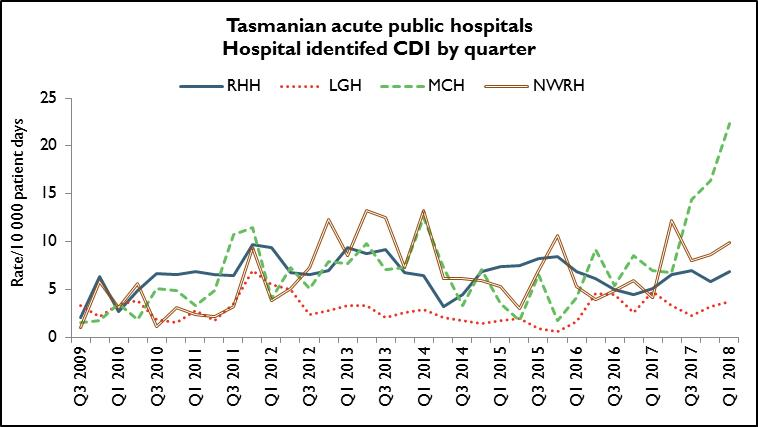 Tasmanian acute public hospitals
Hospital identifed CDI by quarter
RHH LGH MCH NWRH
Rate/10 000 patient days
25
20
15
10
5
0
Q3 2009
Q1 2010
Q3 2010
Q1 2011
Q3 2011
Q1 2012
Q3 2012
Q1 2013
Q3 2013
Q1 2014
Q3 2014
Q1 2015
Q3 2015
Q1 2016
Q3 2016
Q1 2017
Q3 2017
Q1 2018